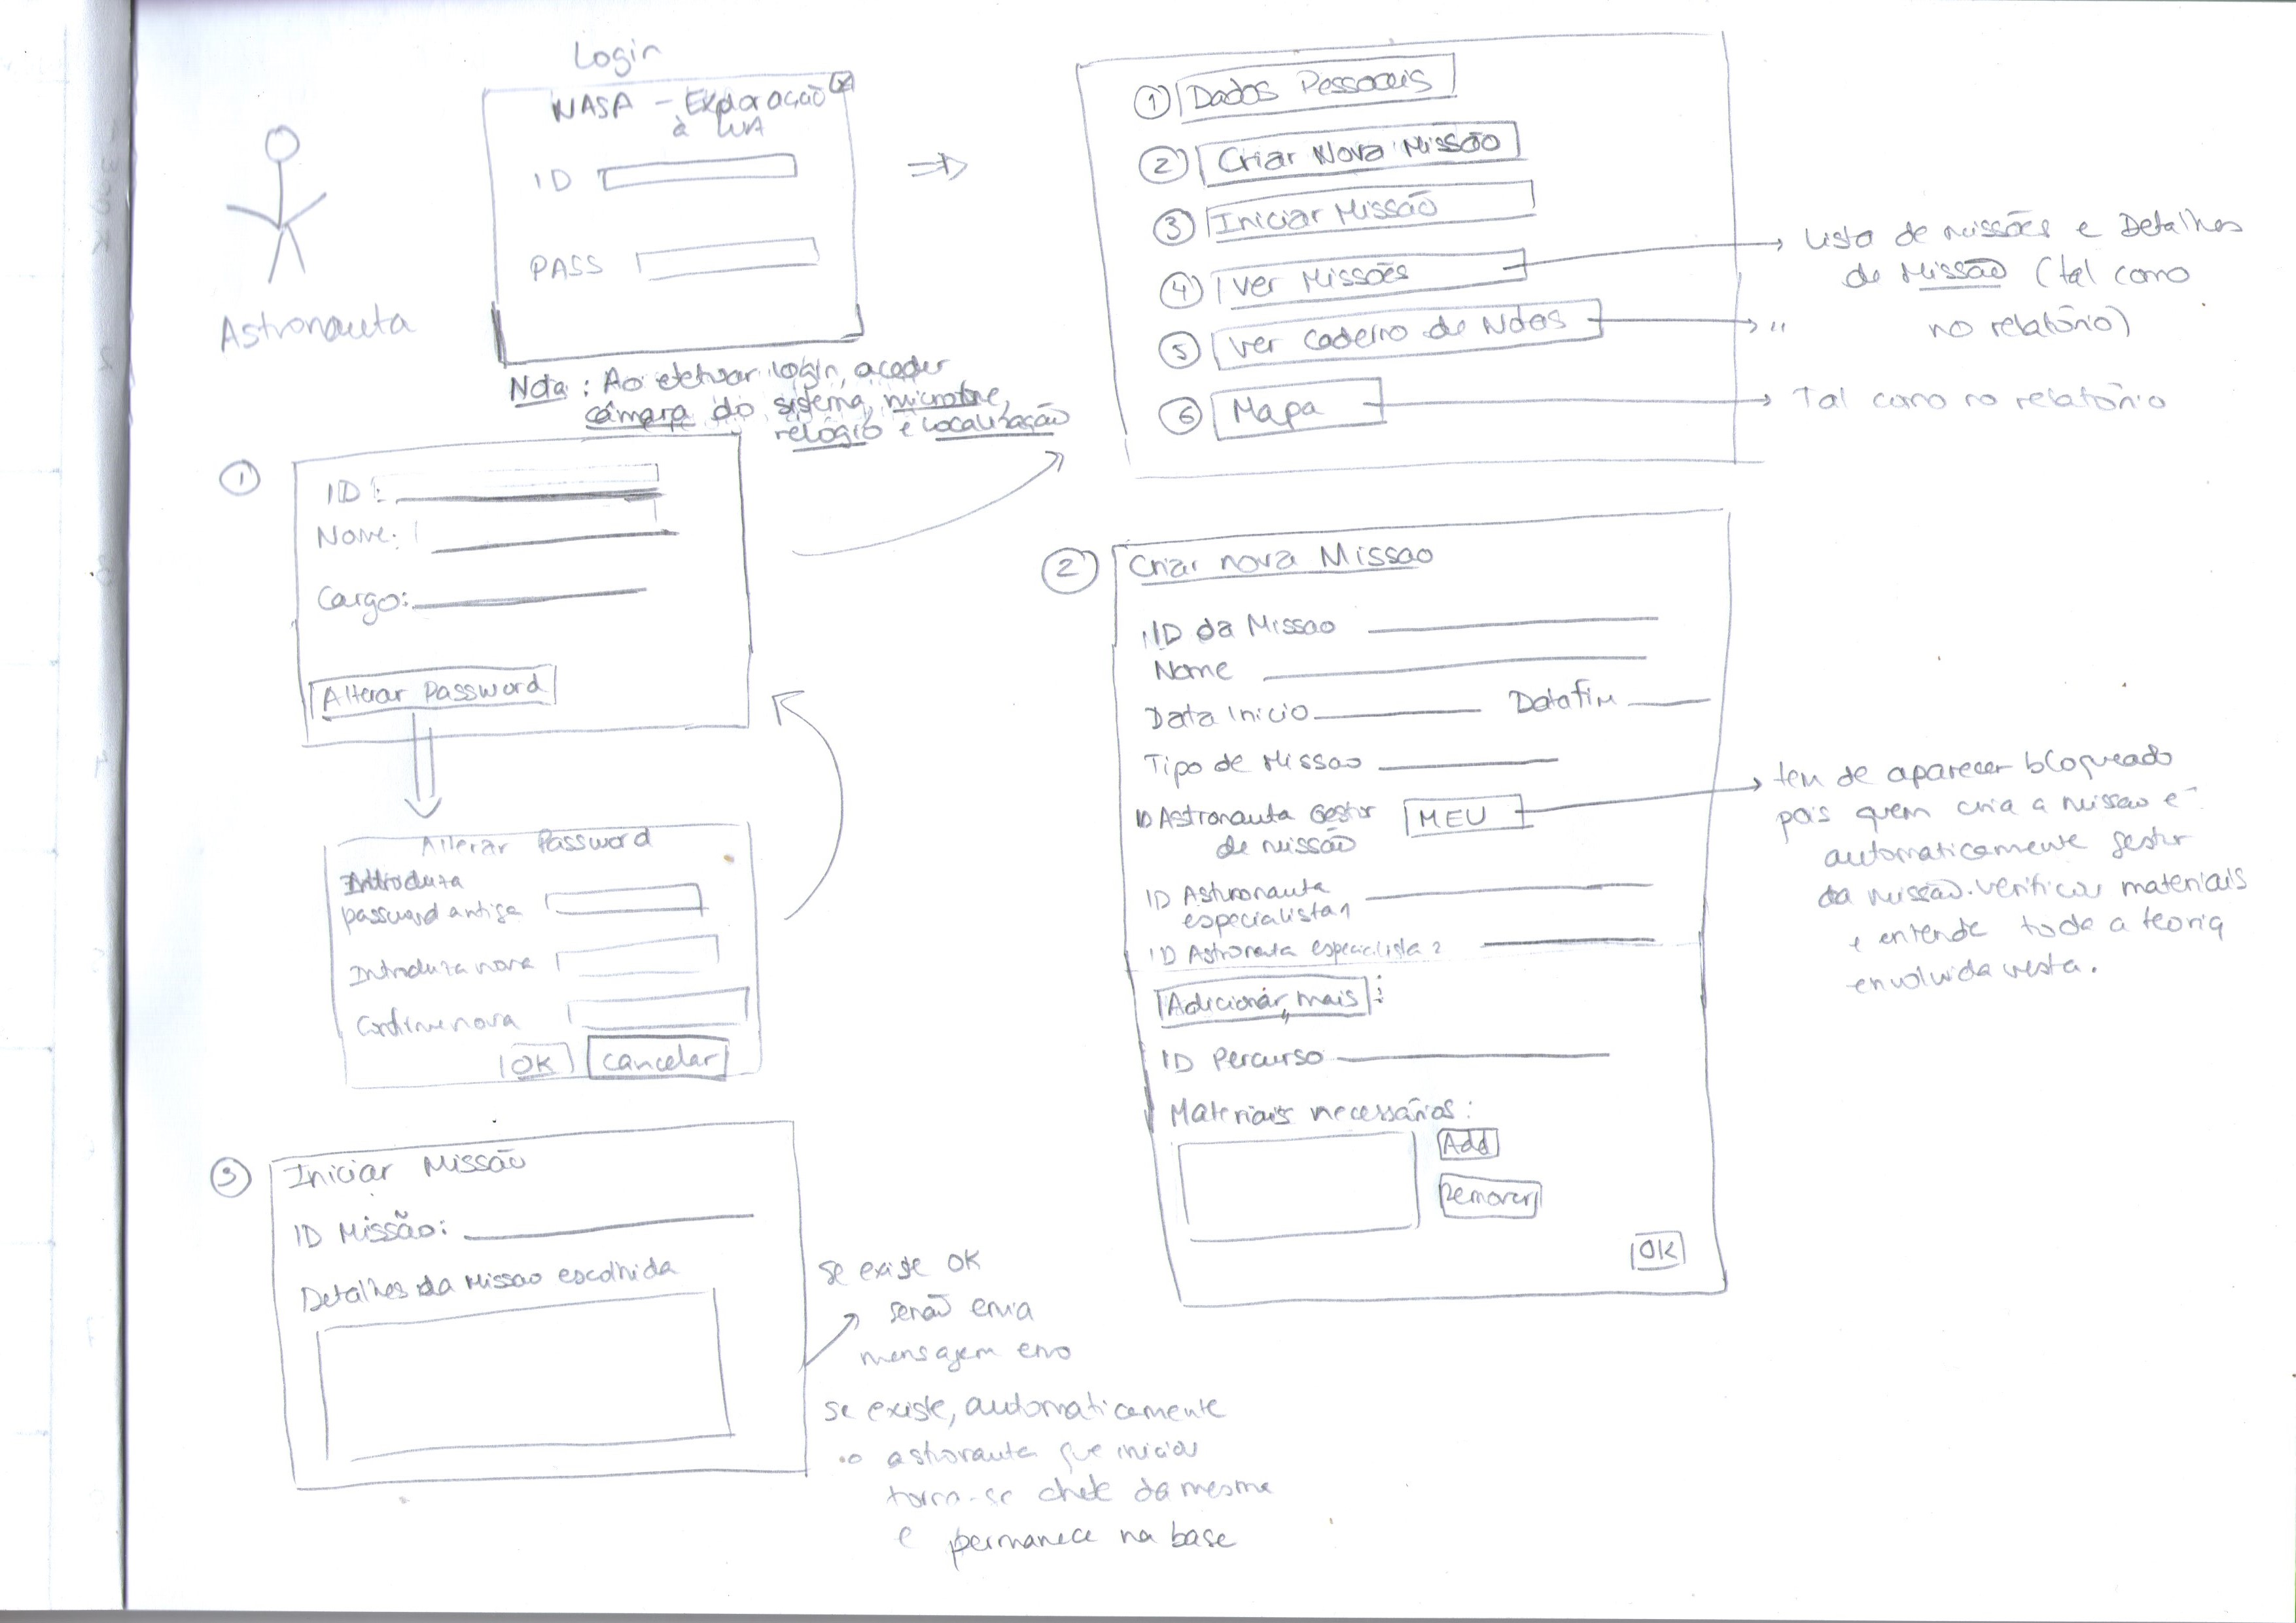 Login
NASA - Exploração
à LUA
ID
PASS
Astronauta
Nota: Ao efetuar login, aceder
câmara do sistema, microfone,
relógio e localização
① Dados Pessoais
② Criar Nova Missão
③ Iniciar Missão
④ Ver Missões
⑤ Ver caderno de Notas
⑥ Mapa
Lista de missões e Detalhes
de Missão (tal como
no relatório)
"
Tal como no relatório
①
ID:
Nome:
Cargo:
Alterar Password
Alterar Password
Introduza
password antiga
Introduza nova
Confirme nova
OK Cancelar
② Criar nova Missao
ID da Missao
Nome
Data Inicio Data fim
Tipo de Missao
ID Astronauta Gestor MEU
de missão
ID Astronauta
especialista 1
ID Astronauta especialista 2
Adicionar mais :
ID Percurso
Materiais necessários:
Add
Remover
OK
tem de aparecer bloqueado
pois quem cria a missao é
automaticamente gestor
da missão. Verificar materiais
e entende toda a teoria
envolvida nesta.
③ Iniciar Missão
ID Missão:
Detalhes da Missao escolhida
se existe OK
senão envia
mensagem erro
se existe, automaticamente
o astronauta que iniciou
torna-se chefe da mesma
e permanece na base